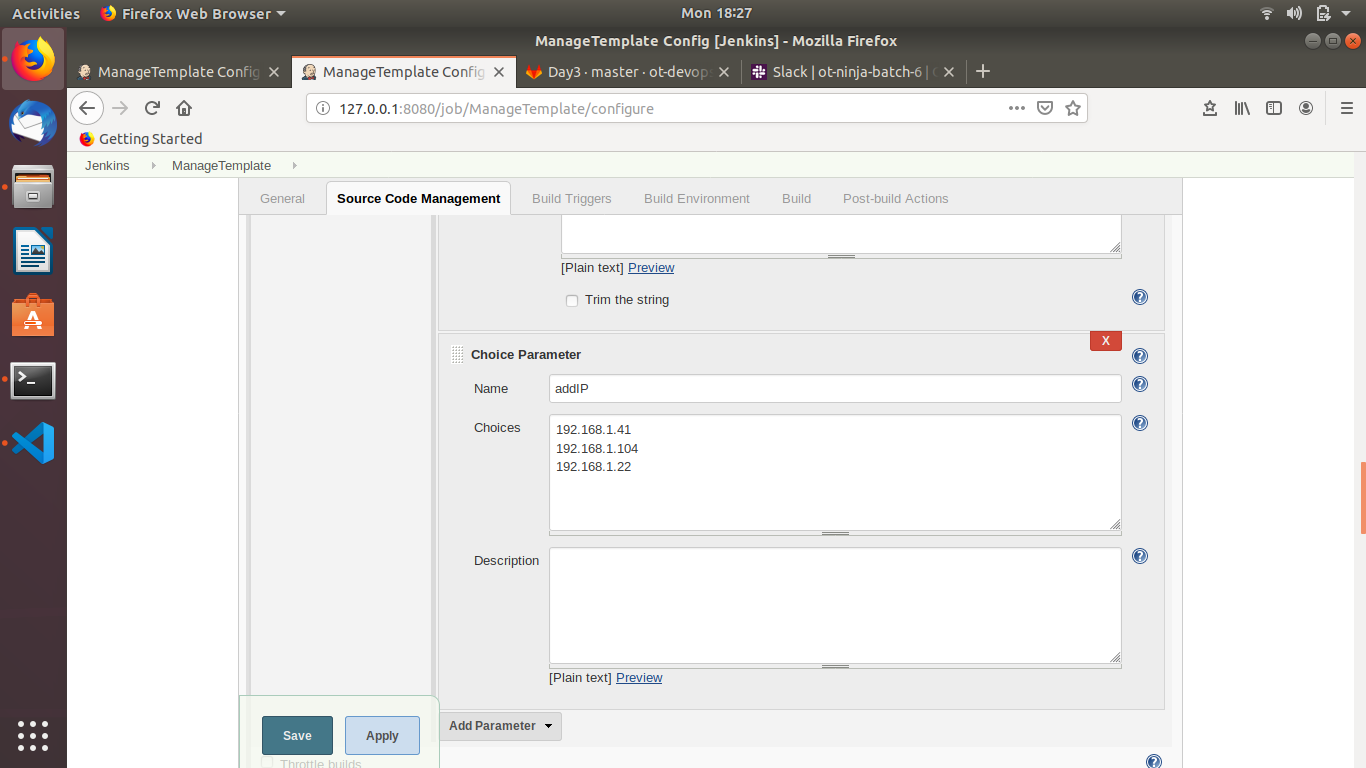 Activities Firefox Web Browser Mon 18:27
ManageTemplate Config [Jenkins] - Mozilla Firefox
ManageTemplate Config ManageTemplate Config Day3 · master · ot-devop Slack | ot-ninja-batch-6 |
127.0.0.1:8080/job/ManageTemplate/configure
Getting Started
Jenkins ManageTemplate
General Source Code Management Build Triggers Build Environment Build Post-build Actions
[Plain text] Preview
Trim the string
X
Choice Parameter
Name addIP
Choices 192.168.1.41
192.168.1.104
192.168.1.22
Description
[Plain text] Preview
Add Parameter
Save Apply
Throttle builds